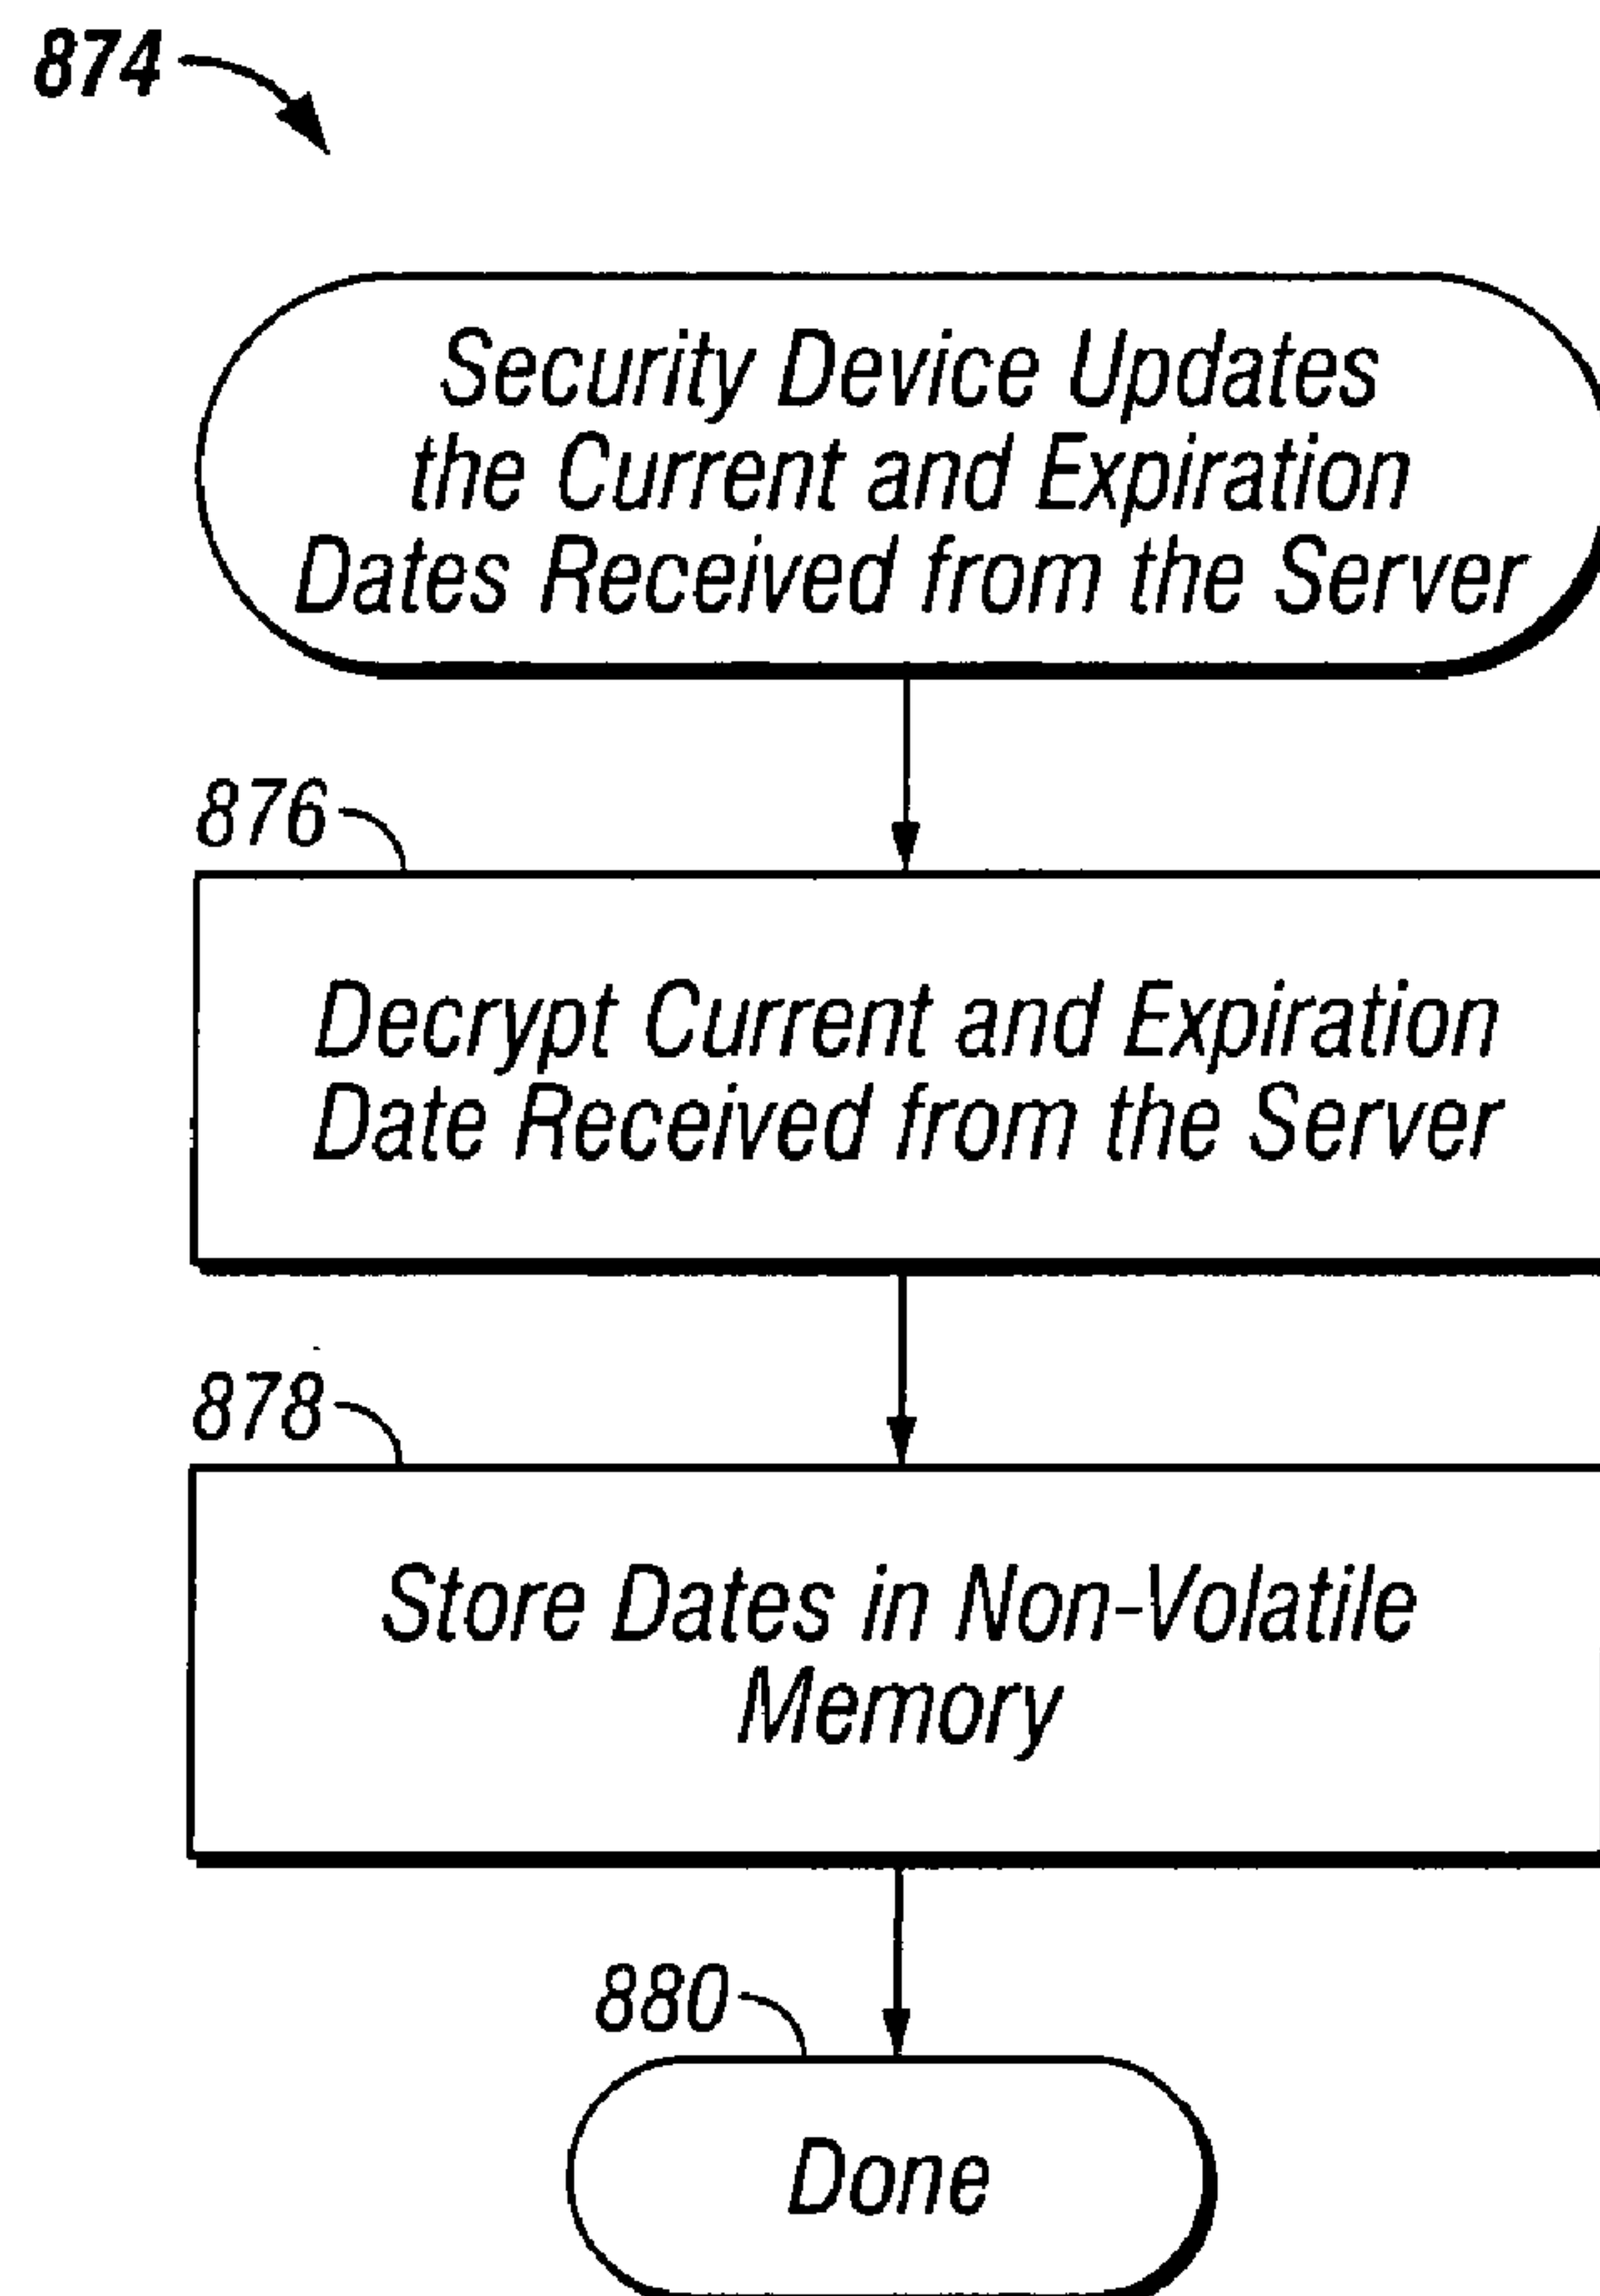 874
Security Device Updates
the Current and Expiration
Dates Received from the Server
876
Decrypt Current and Expiration
Date Received from the Server
878
Store Dates in Non-Volatile
Memory
880
Done